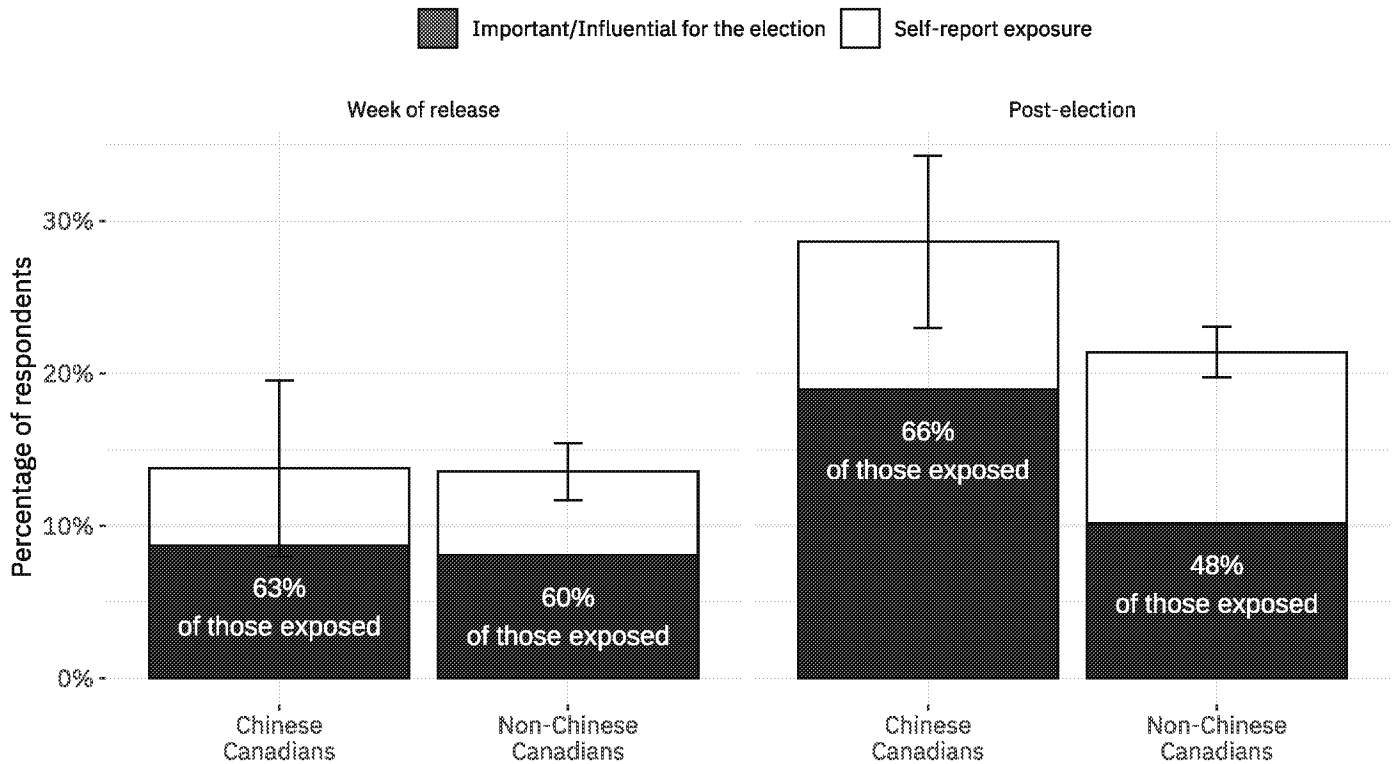 Important/Influential for the election
Self-report exposure
Week of release
Post-election
Percentage of respondents
30%
20%
10%
0%
63%
of those exposed
60%
of those exposed
66%
of those exposed
48%
of those exposed
Chinese
Canadians
Non-Chinese
Canadians
Chinese
Canadians
Non-Chinese
Canadians